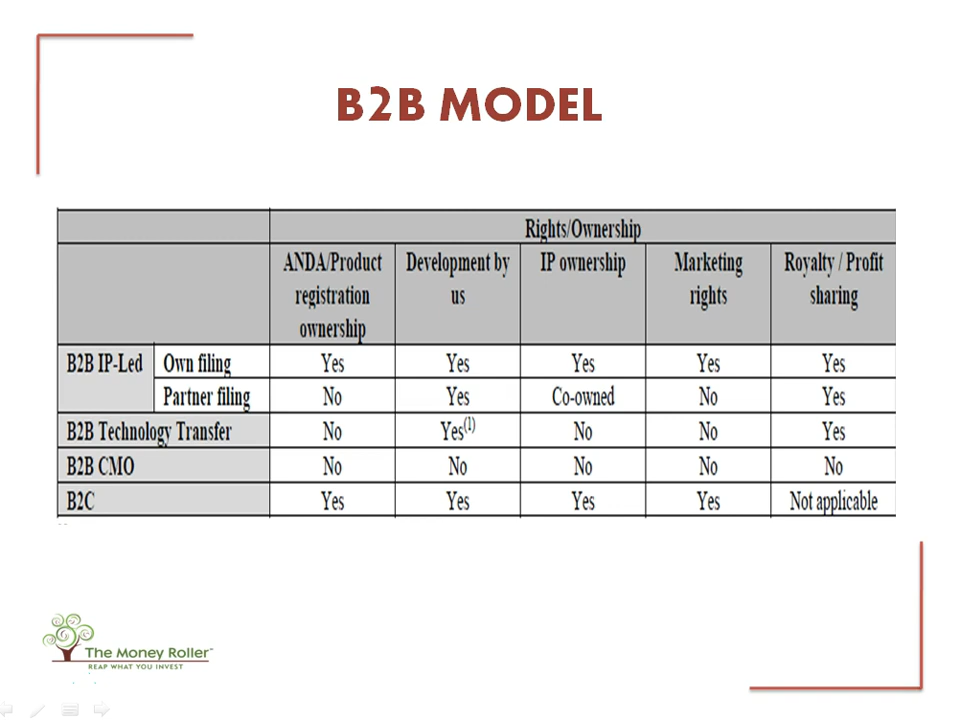 B2B MODEL
Rights/Ownership
ANDA/Product registration ownership
Development by us
IP ownership
Marketing rights
Royalty / Profit sharing
B2B IP-Led Own filing Yes Yes Yes Yes Yes
Partner filing No Yes Co-owned No Yes
B2B Technology Transfer No Yes(1) No No Yes
B2B CMO No No No No No
B2C Yes Yes Yes Yes Not applicable
The Money Roller™
REAP WHAT YOU INVEST